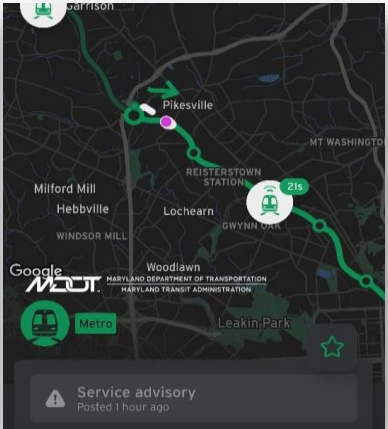 Garrison
Pikesville
MT WASHINGTO
REISTERSTOWN
STATION
21s
Milford Mill
Hebbville
Lochearn
GWYNN OAK
WINDSOR MILL
Woodlawn
Google
MDOT
MARYLAND DEPARTMENT OF TRANSPORTATION
MARYLAND TRANSIT ADMINISTRATION
Metro
Leakin Park
Service advisory
Posted 1 hour ago